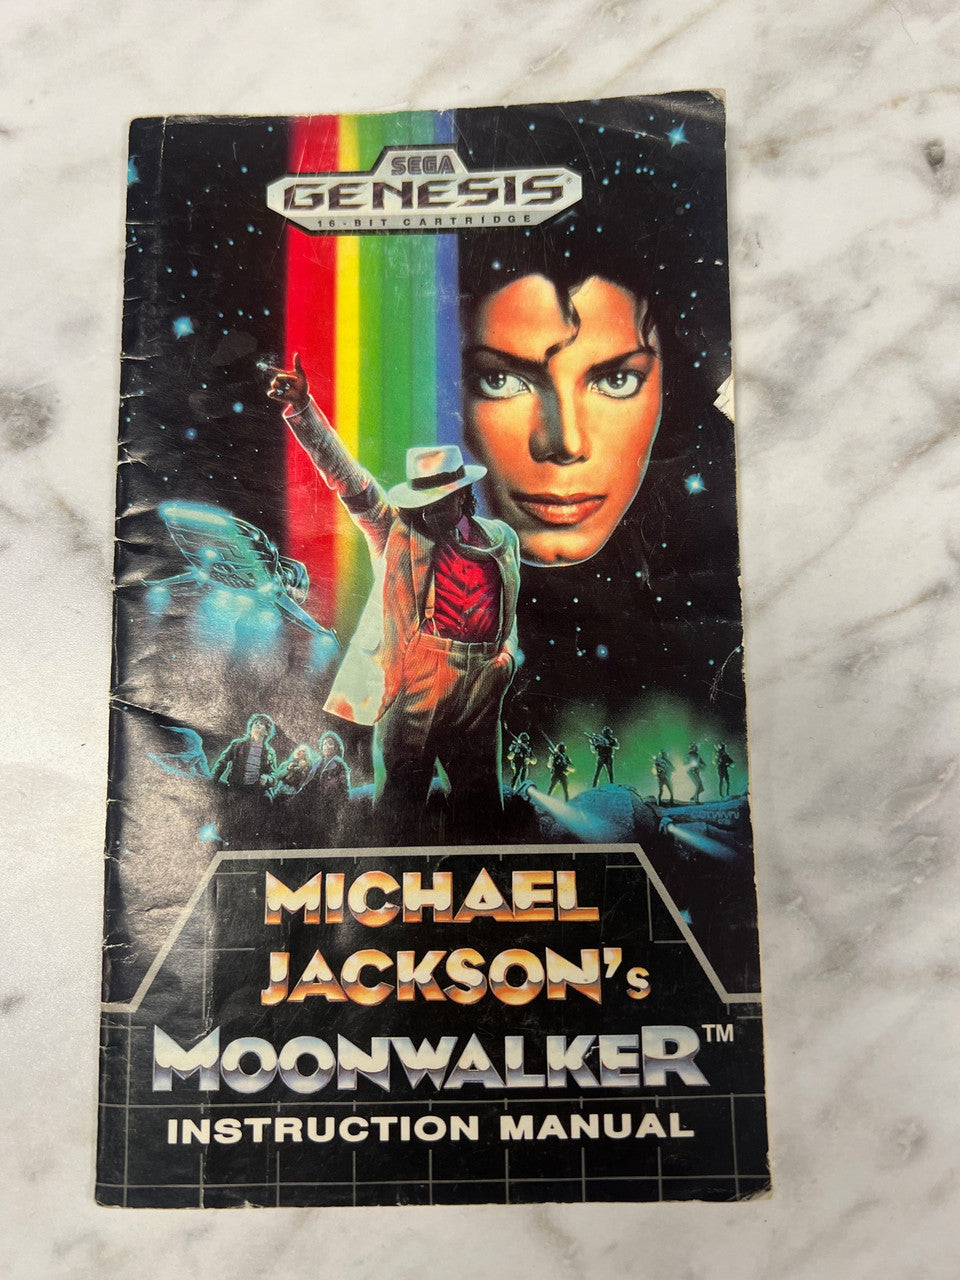 SEGA
GENESIS®
16-BIT CARTRIDGE
MICHAEL
JACKSON's
MOONWALKER™
INSTRUCTION MANUAL